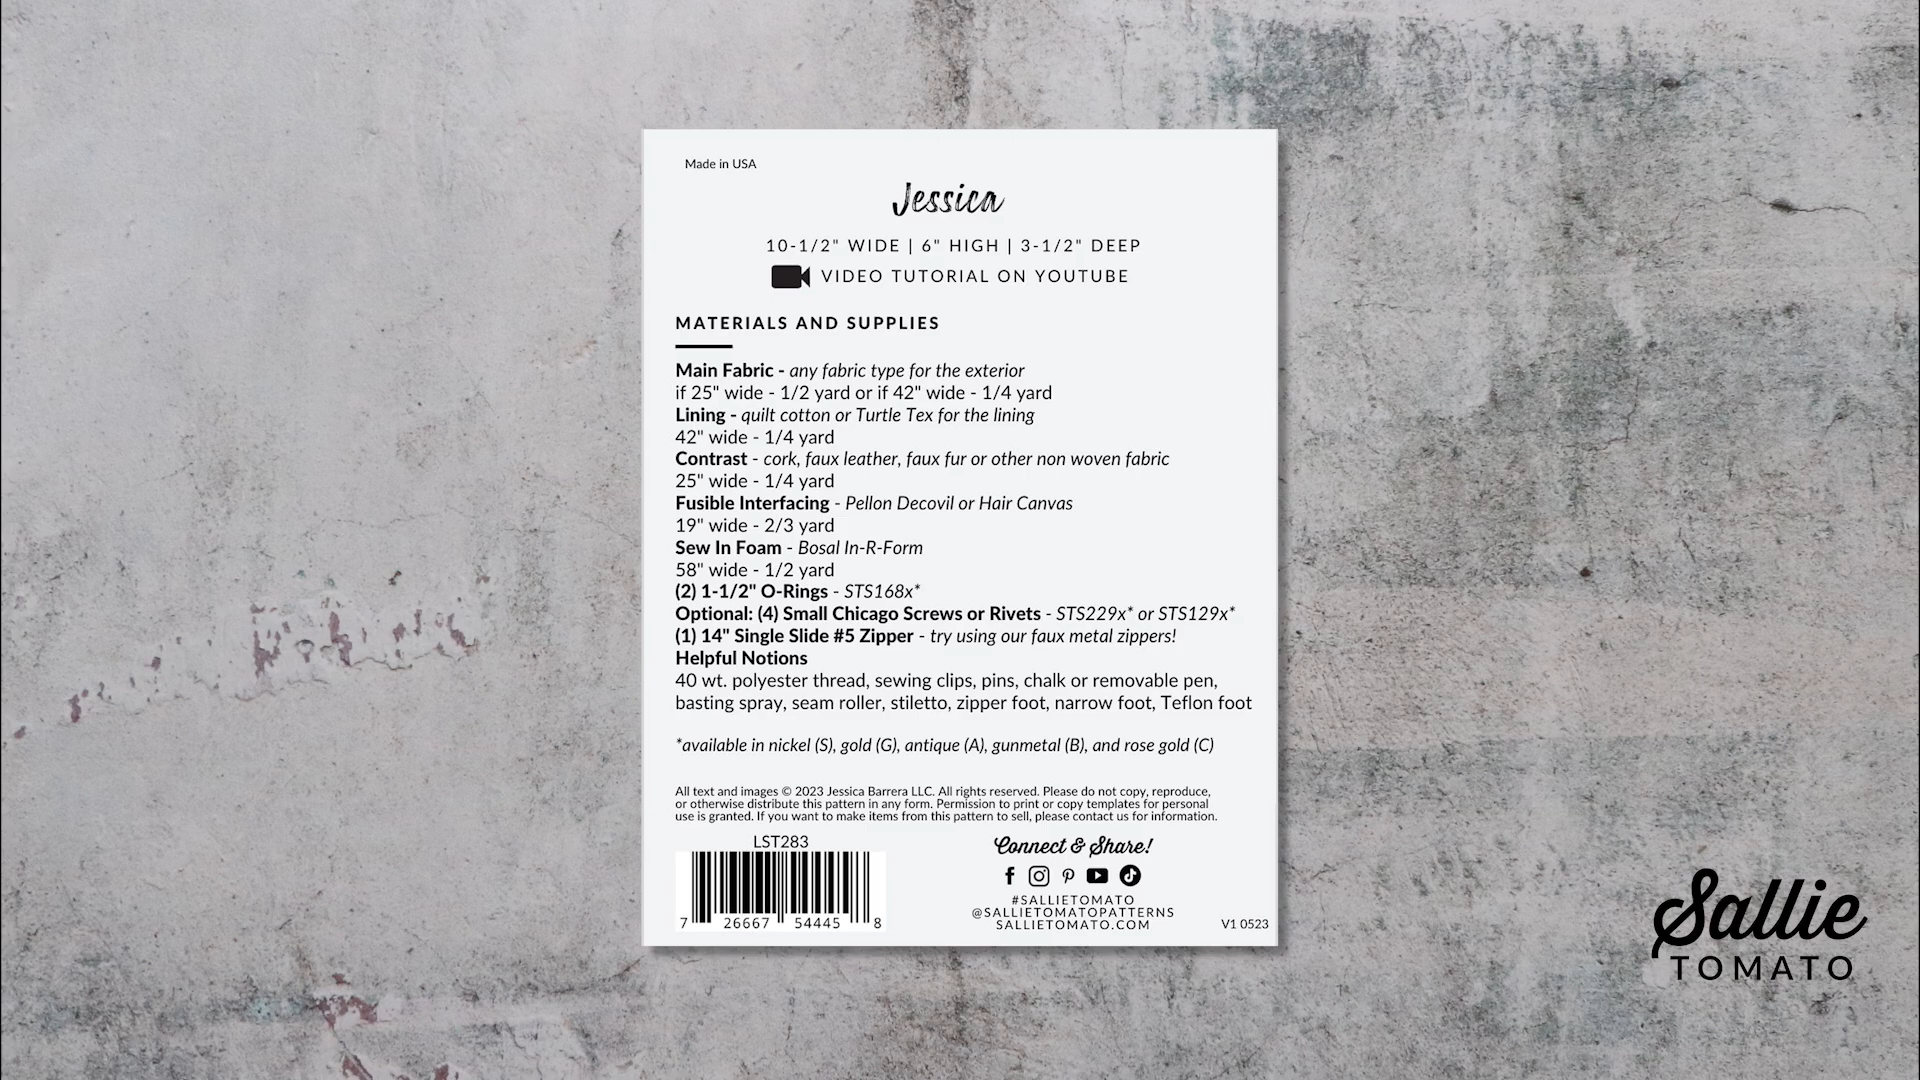 Made in USA
Jessica
10-1/2" WIDE | 6" HIGH | 3-1/2" DEEP
VIDEO TUTORIAL ON YOUTUBE
MATERIALS AND SUPPLIES
Main Fabric - any fabric type for the exterior
if 25" wide - 1/2 yard or if 42" wide - 1/4 yard
Lining - quilt cotton or Turtle Tex for the lining
42" wide - 1/4 yard
Contrast - cork, faux leather, faux fur or other non woven fabric
25" wide - 1/4 yard
Fusible Interfacing - Pellon Decovil or Hair Canvas
19" wide - 2/3 yard
Sew In Foam - Bosal In-R-Form
58" wide - 1/2 yard
(2) 1-1/2" O-Rings - STS168x*
Optional: (4) Small Chicago Screws or Rivets - STS229x* or STS129x*
(1) 14" Single Slide #5 Zipper - try using our faux metal zippers!
Helpful Notions
40 wt. polyester thread, sewing clips, pins, chalk or removable pen,
basting spray, seam roller, stiletto, zipper foot, narrow foot, Teflon foot
*available in nickel (S), gold (G), antique (A), gunmetal (B), and rose gold (C)
All text and images © 2023 Jessica Barrera LLC. All rights reserved. Please do not copy, reproduce,
or otherwise distribute this pattern in any form. Permission to print or copy templates for personal
use is granted. If you want to make items from this pattern to sell, please contact us for information.
LST283
7 26667 54445 8
Connect & Share!
#SALLIETOMATO
@SALLIETOMATOPATTERNS
SALLIETOMATO.COM
V1 0523
Sallie
TOMATO